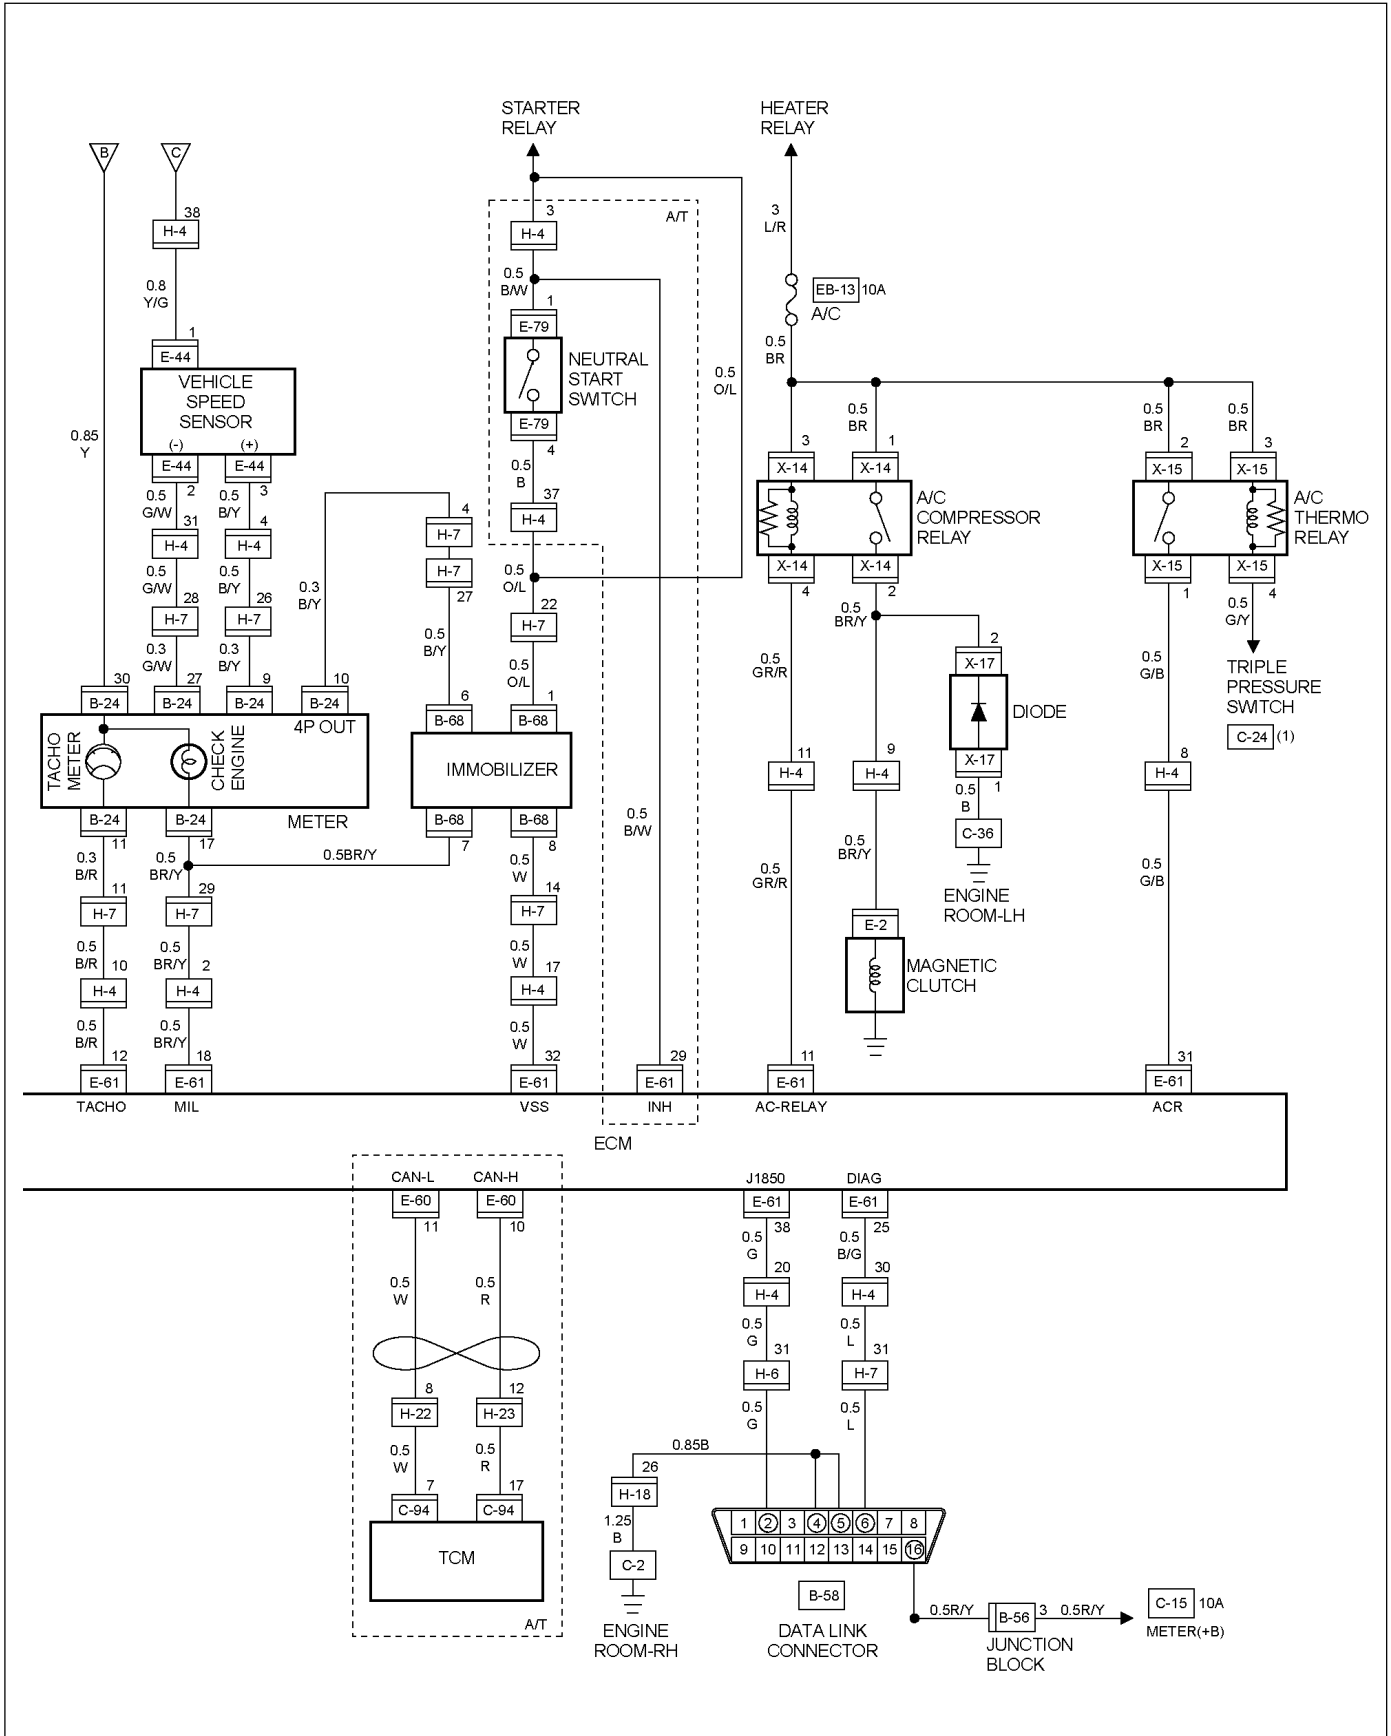 STARTER
RELAY
HEATER
RELAY
B
C
38
H-4
3
H-4
A/T
3
L/R
0.8
Y/G
0.5
B/W
EB-13
10A
A/C
1
E-44
1
E-79
0.5
BR
VEHICLE
SPEED
SENSOR
(-)
(+)
NEUTRAL
START
SWITCH
0.5
O/L
0.85
Y
E-44
2
E-44
3
E-79
4
0.5
BR
0.5
BR
0.5
BR
3
X-14
1
X-14
2
X-15
3
X-15
0.5
G/W
0.5
B/Y
0.5
B
31
H-4
4
H-4
4
H-7
37
H-4
A/C
COMPRESSOR
RELAY
A/C
THERMO
RELAY
0.5
G/W
0.5
B/Y
0.3
B/Y
H-7
27
0.5
O/L
X-14
4
X-14
2
X-15
1
X-15
4
28
H-7
26
H-7
22
H-7
0.5
BR/Y
0.5
G/Y
0.3
G/W
0.3
B/Y
0.5
B/Y
0.5
O/L
0.5
GR/R
2
X-17
0.5
G/B
TRIPLE
PRESSURE
SWITCH
C-24
(1)
30
B-24
27
B-24
9
B-24
10
B-24
6
B-68
1
B-68
4P OUT
TACHO
METER
CHECK
ENGINE
IMMOBILIZER
DIODE
11
H-4
9
H-4
X-17
1
8
H-4
B-24
11
B-24
17
METER
B-68
7
B-68
8
0.5
B/W
0.5
B
C-36
0.3
B/R
0.5
BR/Y
0.5BR/Y
0.5
W
0.5
GR/R
0.5
BR/Y
0.5
G/B
ENGINE
ROOM-LH
11
H-7
29
H-7
14
H-7
E-2
0.5
B/R
0.5
BR/Y
0.5
W
MAGNETIC
CLUTCH
10
H-4
2
H-4
17
H-4
0.5
B/R
0.5
BR/Y
0.5
W
12
E-61
18
E-61
32
E-61
29
E-61
11
E-61
31
E-61
TACHO
MIL
VSS
INH
AC-RELAY
ACR
ECM
CAN-L
CAN-H
J1850
DIAG
E-60
11
E-60
10
E-61
38
E-61
25
0.5
G
0.5
B/G
0.5
W
0.5
R
20
H-4
30
H-4
0.5
G
0.5
L
31
H-6
31
H-7
8
H-22
12
H-23
0.5
G
0.5
L
0.5
W
0.5
R
0.85B
26
H-18
7
C-94
17
C-94
1.25
B
C-2
TCM
A/T
1 2 3 4 5 6 7 8
9 10 11 12 13 14 15 16
B-58
ENGINE
ROOM-RH
DATA LINK
CONNECTOR
0.5R/Y
B-56
3
0.5R/Y
JUNCTION
BLOCK
C-15
10A
METER(+B)